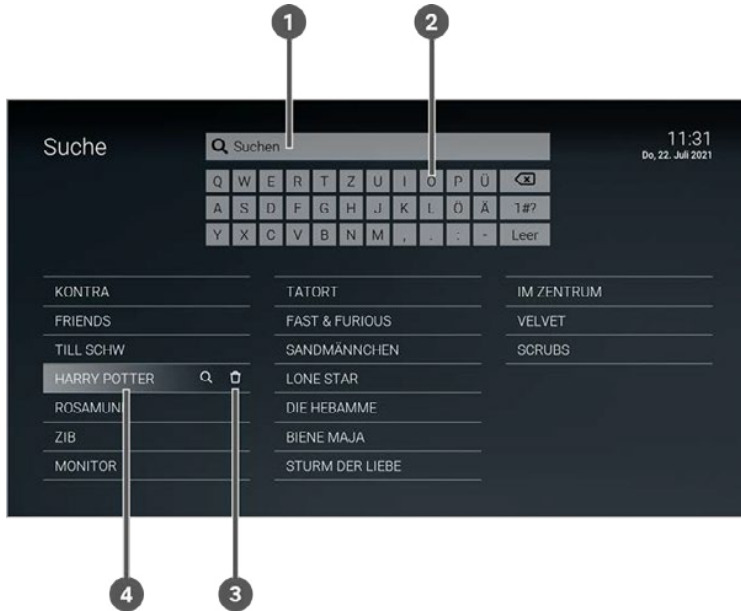 1 2
Suche
Suchen
11:31
Do, 22. Juli 2021
Q W E R T Z U I O P Ü
A S D F G H J K L Ö Ä 1#?
Y X C V B N M , . : - Leer
KONTRA TATORT IM ZENTRUM
FRIENDS FAST & FURIOUS VELVET
TILL SCHW SANDMÄNNCHEN SCRUBS
HARRY POTTER LONE STAR
ROSAMUN DIE HEBAMME
ZIB BIENE MAJA
MONITOR STURM DER LIEBE
4 3